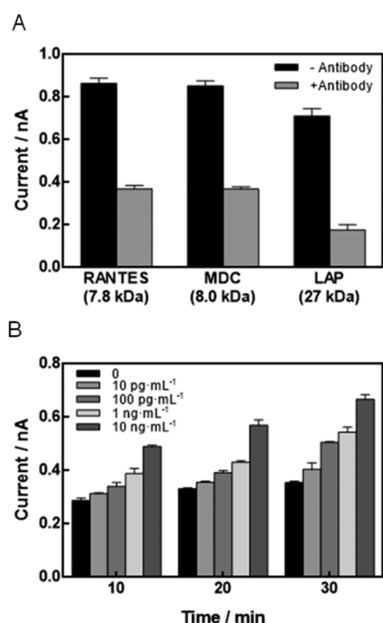 A
1.0
- Antibody
+Antibody
0.8
0.6
0.4
0.2
0.0
Current / nA
RANTES MDC LAP
(7.8 kDa) (8.0 kDa) (27 kDa)
B
0.8
0
10 pg·mL⁻¹
100 pg·mL⁻¹
1 ng·mL⁻¹
10 ng·mL⁻¹
0.6
0.4
0.2
0.0
Current / nA
10 20 30
Time / min